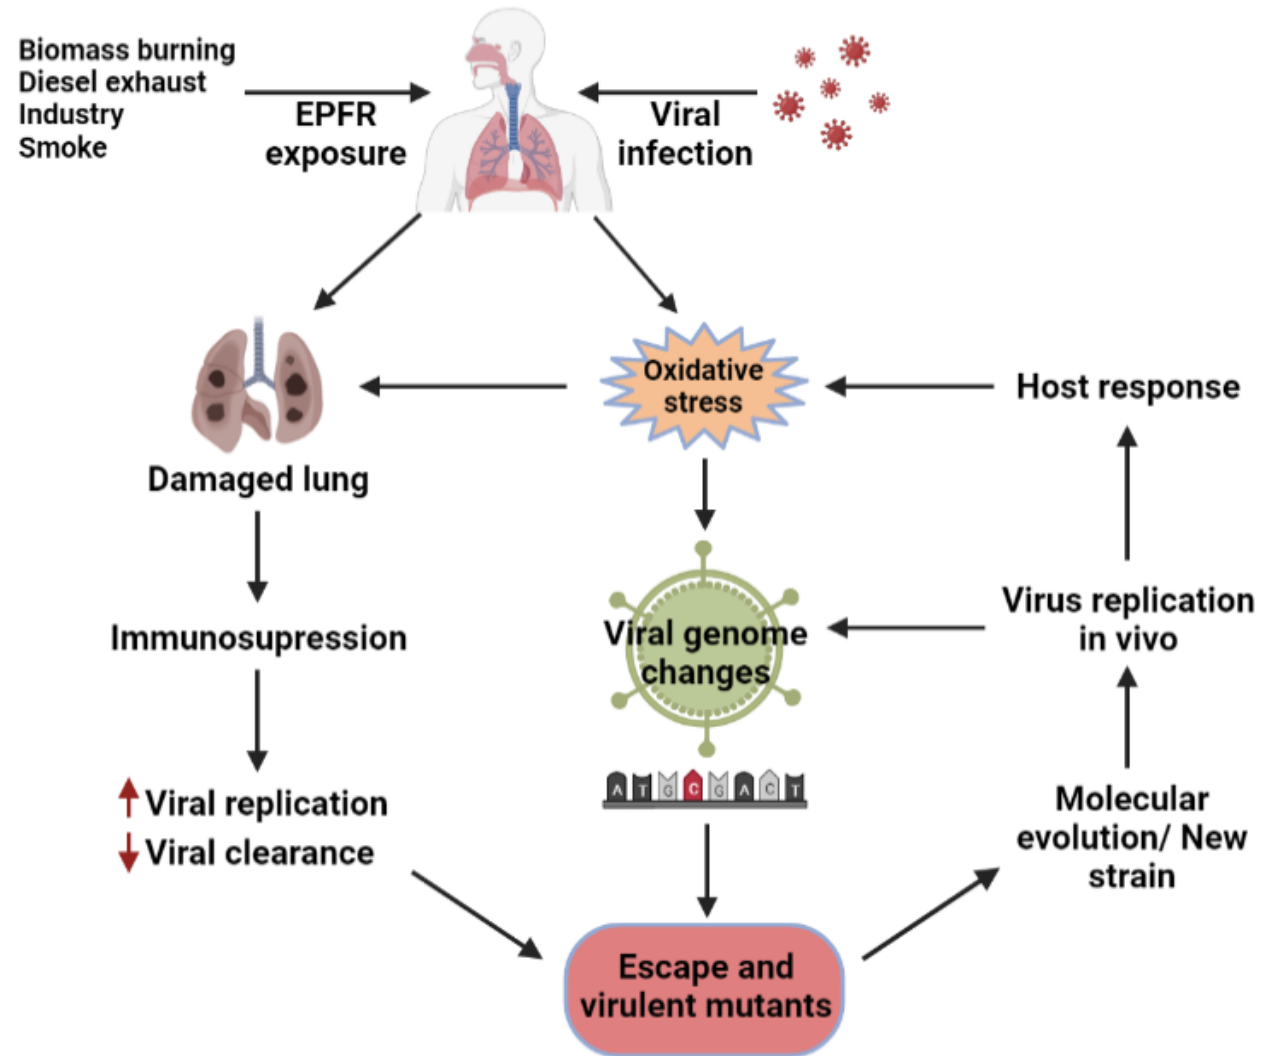 Biomass burning
Diesel exhaust
Industry
Smoke
EPFR
exposure
Viral
infection
Oxidative
stress
Host response
Damaged lung
Viral genome
changes
Virus replication
in vivo
Immunosupression
A T G C G A C T
Viral replication
Viral clearance
Molecular
evolution/ New
strain
Escape and
virulent mutants